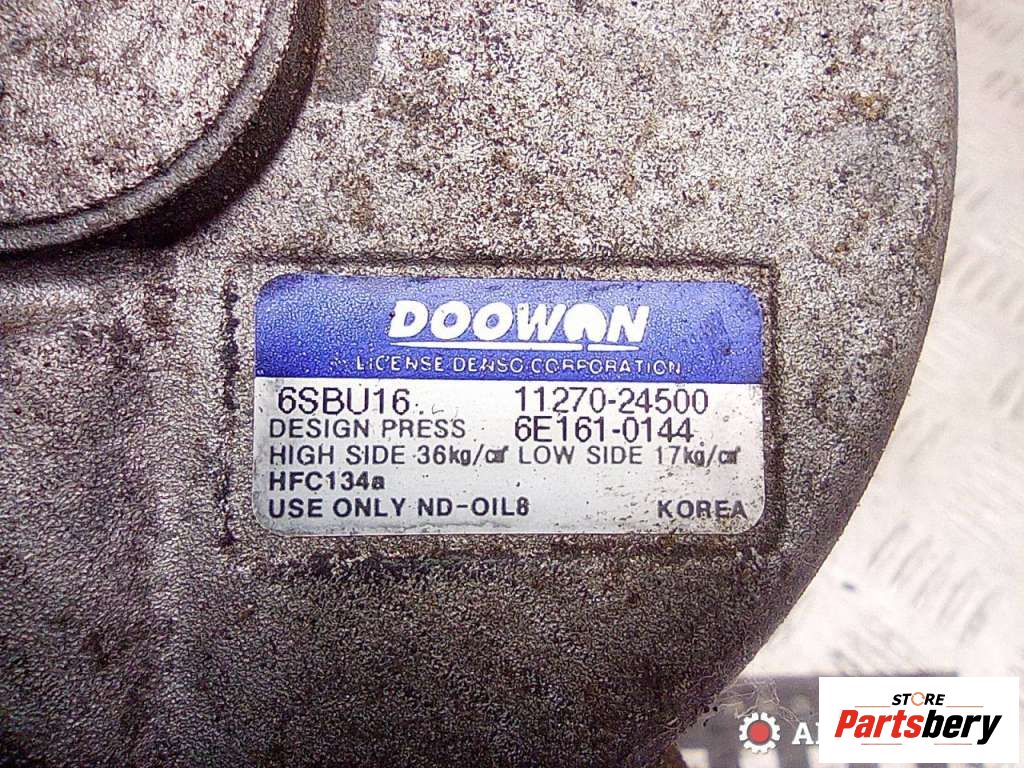 DOOWON
LICENSE DENSO CORPORATION
6SBU16 11270-24500
DESIGN PRESS 6E161-0144
HIGH SIDE 36kg/㎠ LOW SIDE 17kg/㎠
HFC134a
USE ONLY ND-OIL8 KOREA
STORE
Partsbery